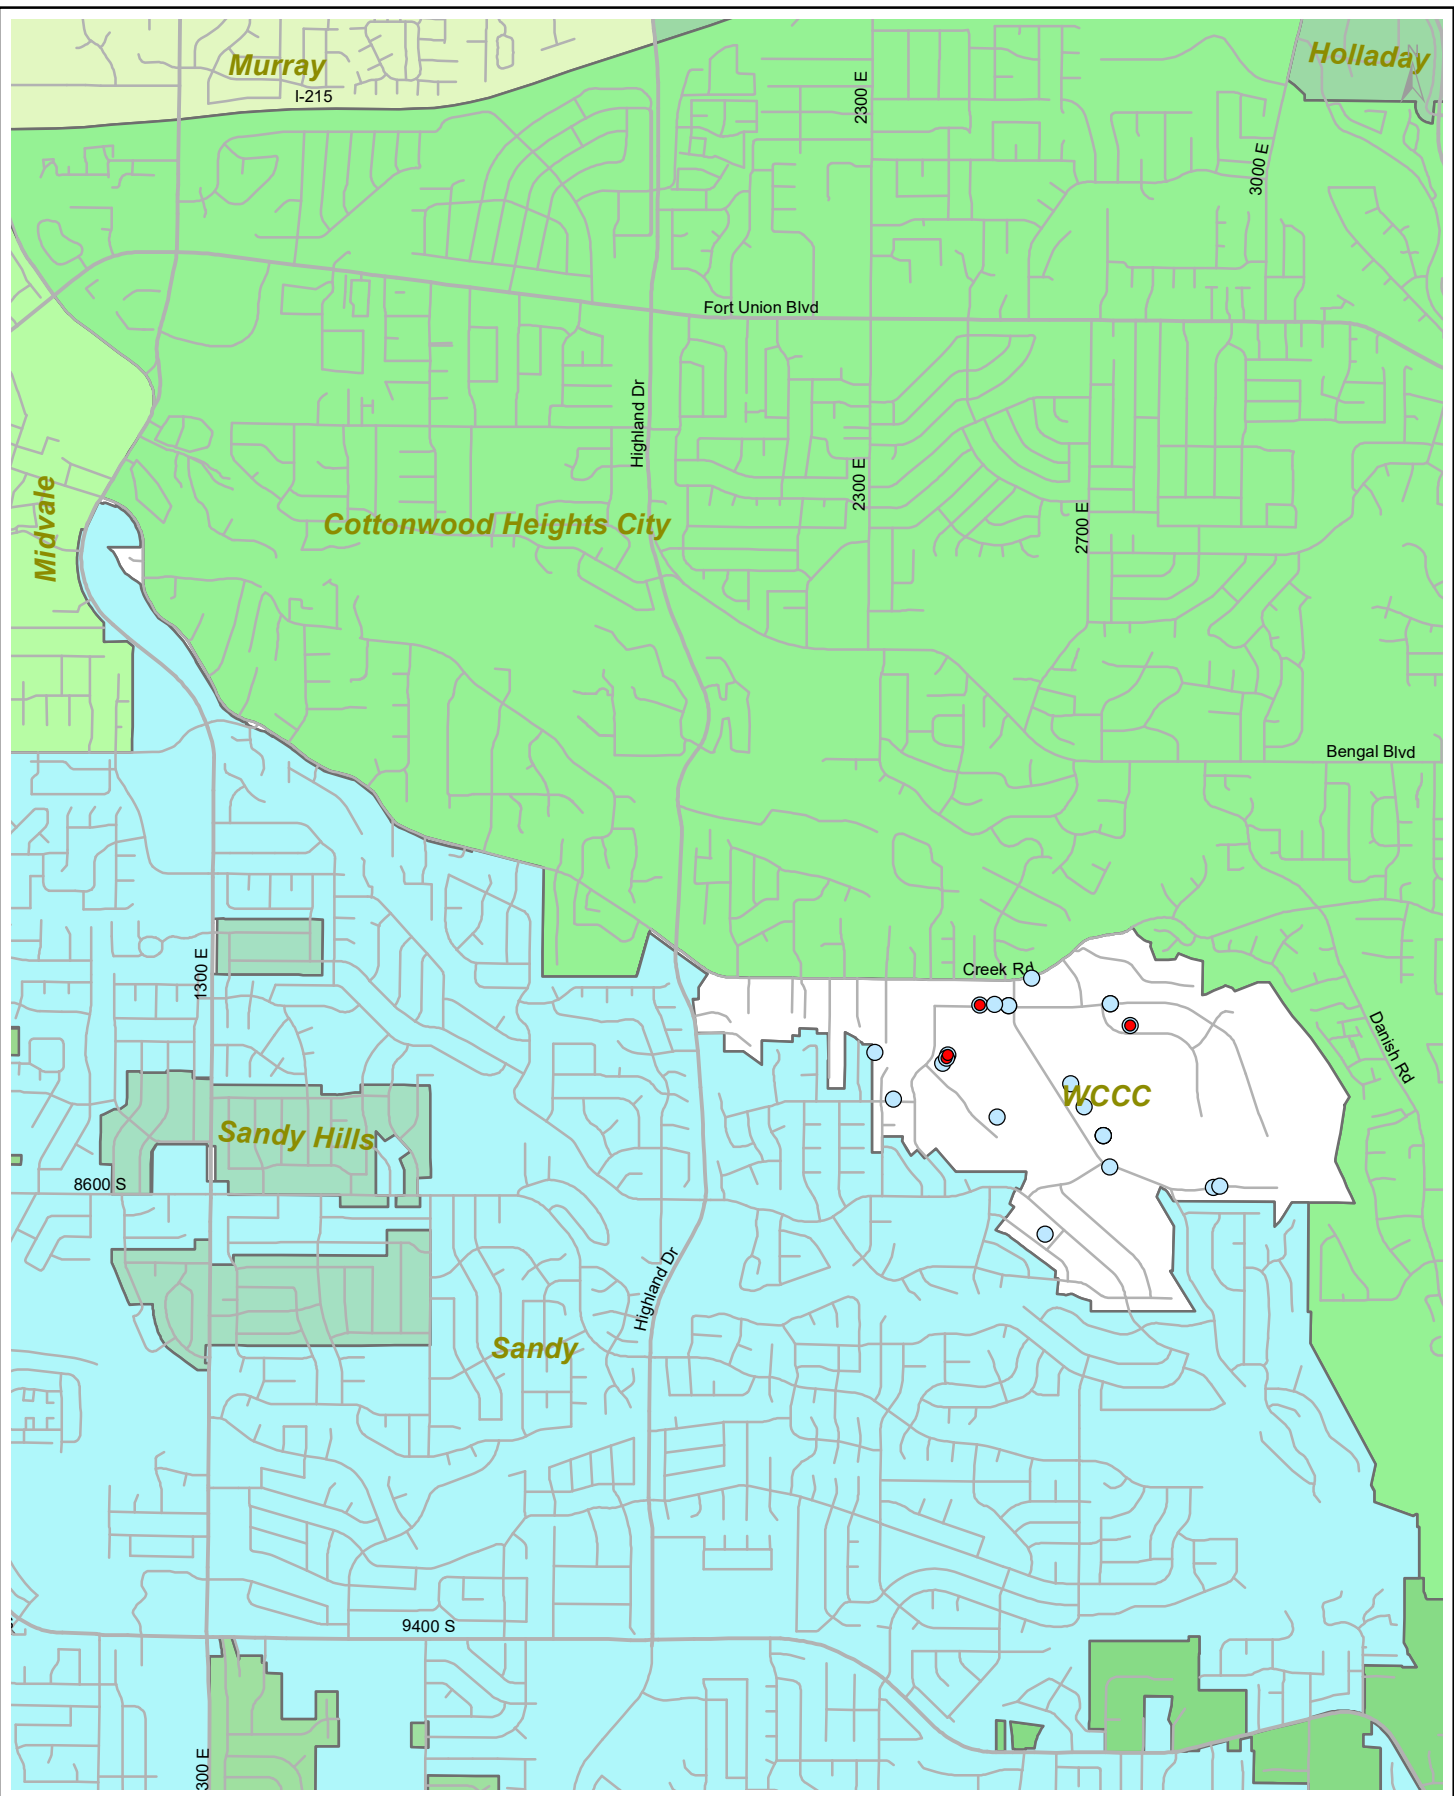 Murray
Holladay
I-215
2300 E
3000 E
Fort Union Blvd
Highland Dr
2300 E
Midvale
Cottonwood Heights City
2700 E
Bengal Blvd
1300 E
Creek Rd
Danish Rd
WCCC
Sandy Hills
8600 S
Highland Dr
Sandy
9400 S
300 E